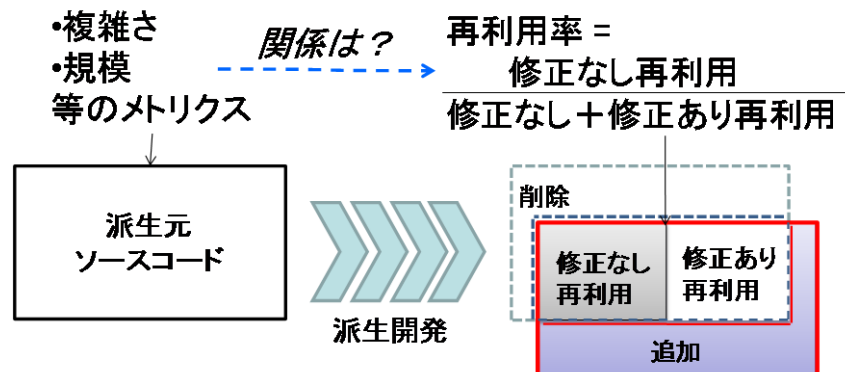 •複雑さ
•規模
等のメトリクス
関係は？
再利用率 =
修正なし再利用
修正なし＋修正あり再利用
派生元
ソースコード
派生開発
削除
修正なし
再利用
修正あり
再利用
追加